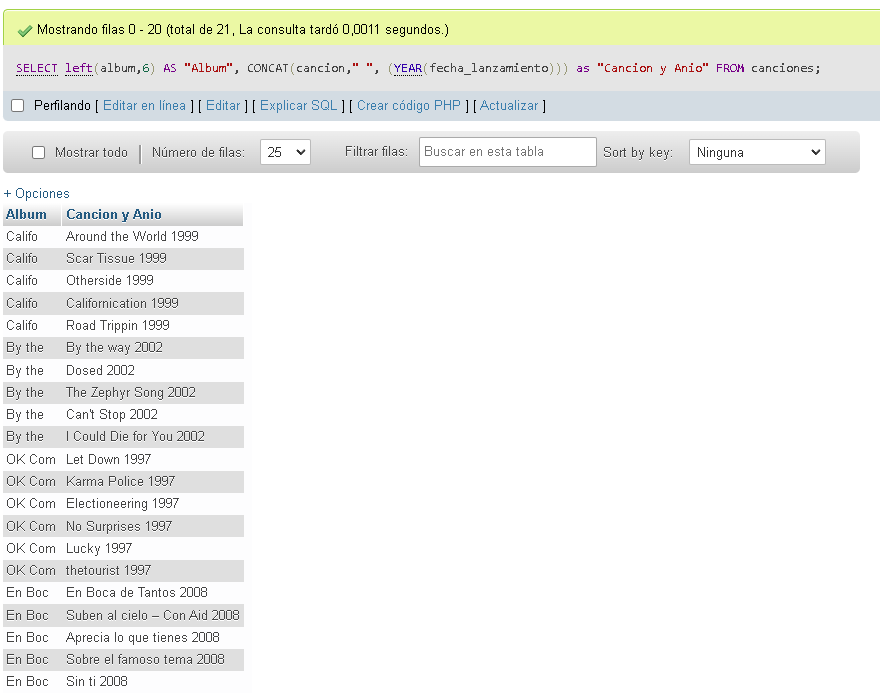 Mostrando filas 0 - 20 (total de 21, La consulta tardó 0,0011 segundos.)
SELECT left(album,6) AS "Album", CONCAT(cancion," ", (YEAR(fecha_lanzamiento))) as "Cancion y Anio" FROM canciones;
Perfilando [ Editar en línea ] [ Editar ] [ Explicar SQL ] [ Crear código PHP ] [ Actualizar ]
Mostrar todo | Número de filas: 25 Filtrar filas: Buscar en esta tabla Sort by key: Ninguna
+ Opciones
Album Cancion y Anio
Califo Around the World 1999
Califo Scar Tissue 1999
Califo Otherside 1999
Califo Californication 1999
Califo Road Trippin 1999
By the By the way 2002
By the Dosed 2002
By the The Zephyr Song 2002
By the Can't Stop 2002
By the I Could Die for You 2002
OK Com Let Down 1997
OK Com Karma Police 1997
OK Com Electioneering 1997
OK Com No Surprises 1997
OK Com Lucky 1997
OK Com thetourist 1997
En Boc En Boca de Tantos 2008
En Boc Suben al cielo – Con Aid 2008
En Boc Aprecia lo que tienes 2008
En Boc Sobre el famoso tema 2008
En Boc Sin ti 2008